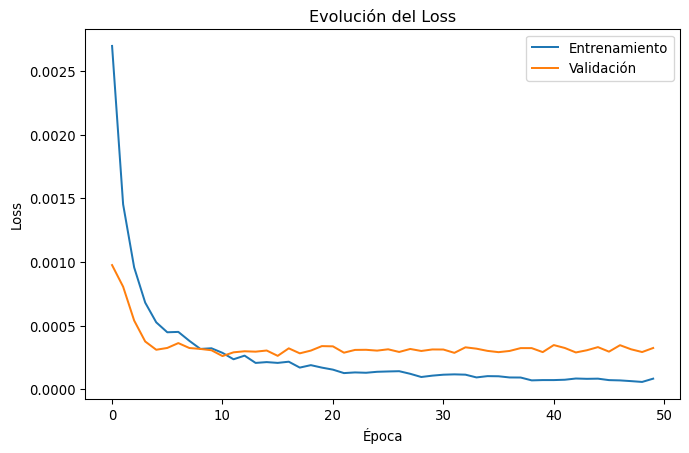 Evolución del Loss
Entrenamiento
Validación
0.0025
0.0020
0.0015
0.0010
0.0005
0.0000
Loss
0 10 20 30 40 50
Época